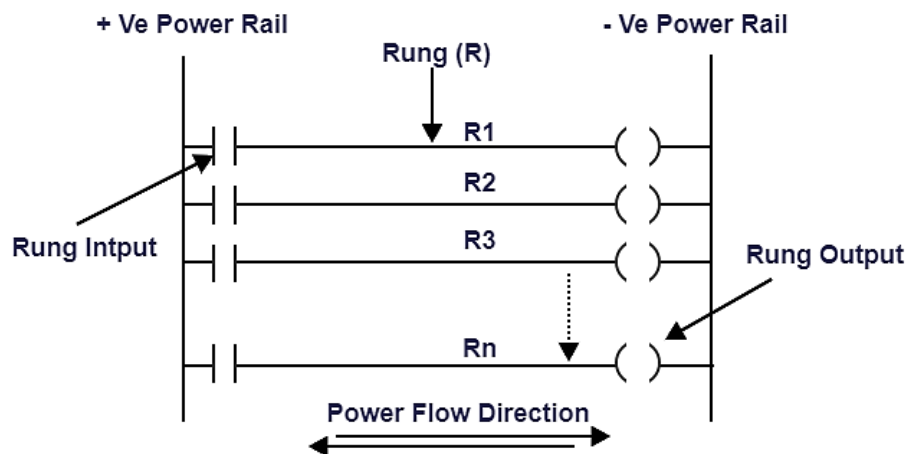 + Ve Power Rail
- Ve Power Rail
Rung (R)
R1
R2
Rung Intput
R3
Rung Output
Rn
Power Flow Direction